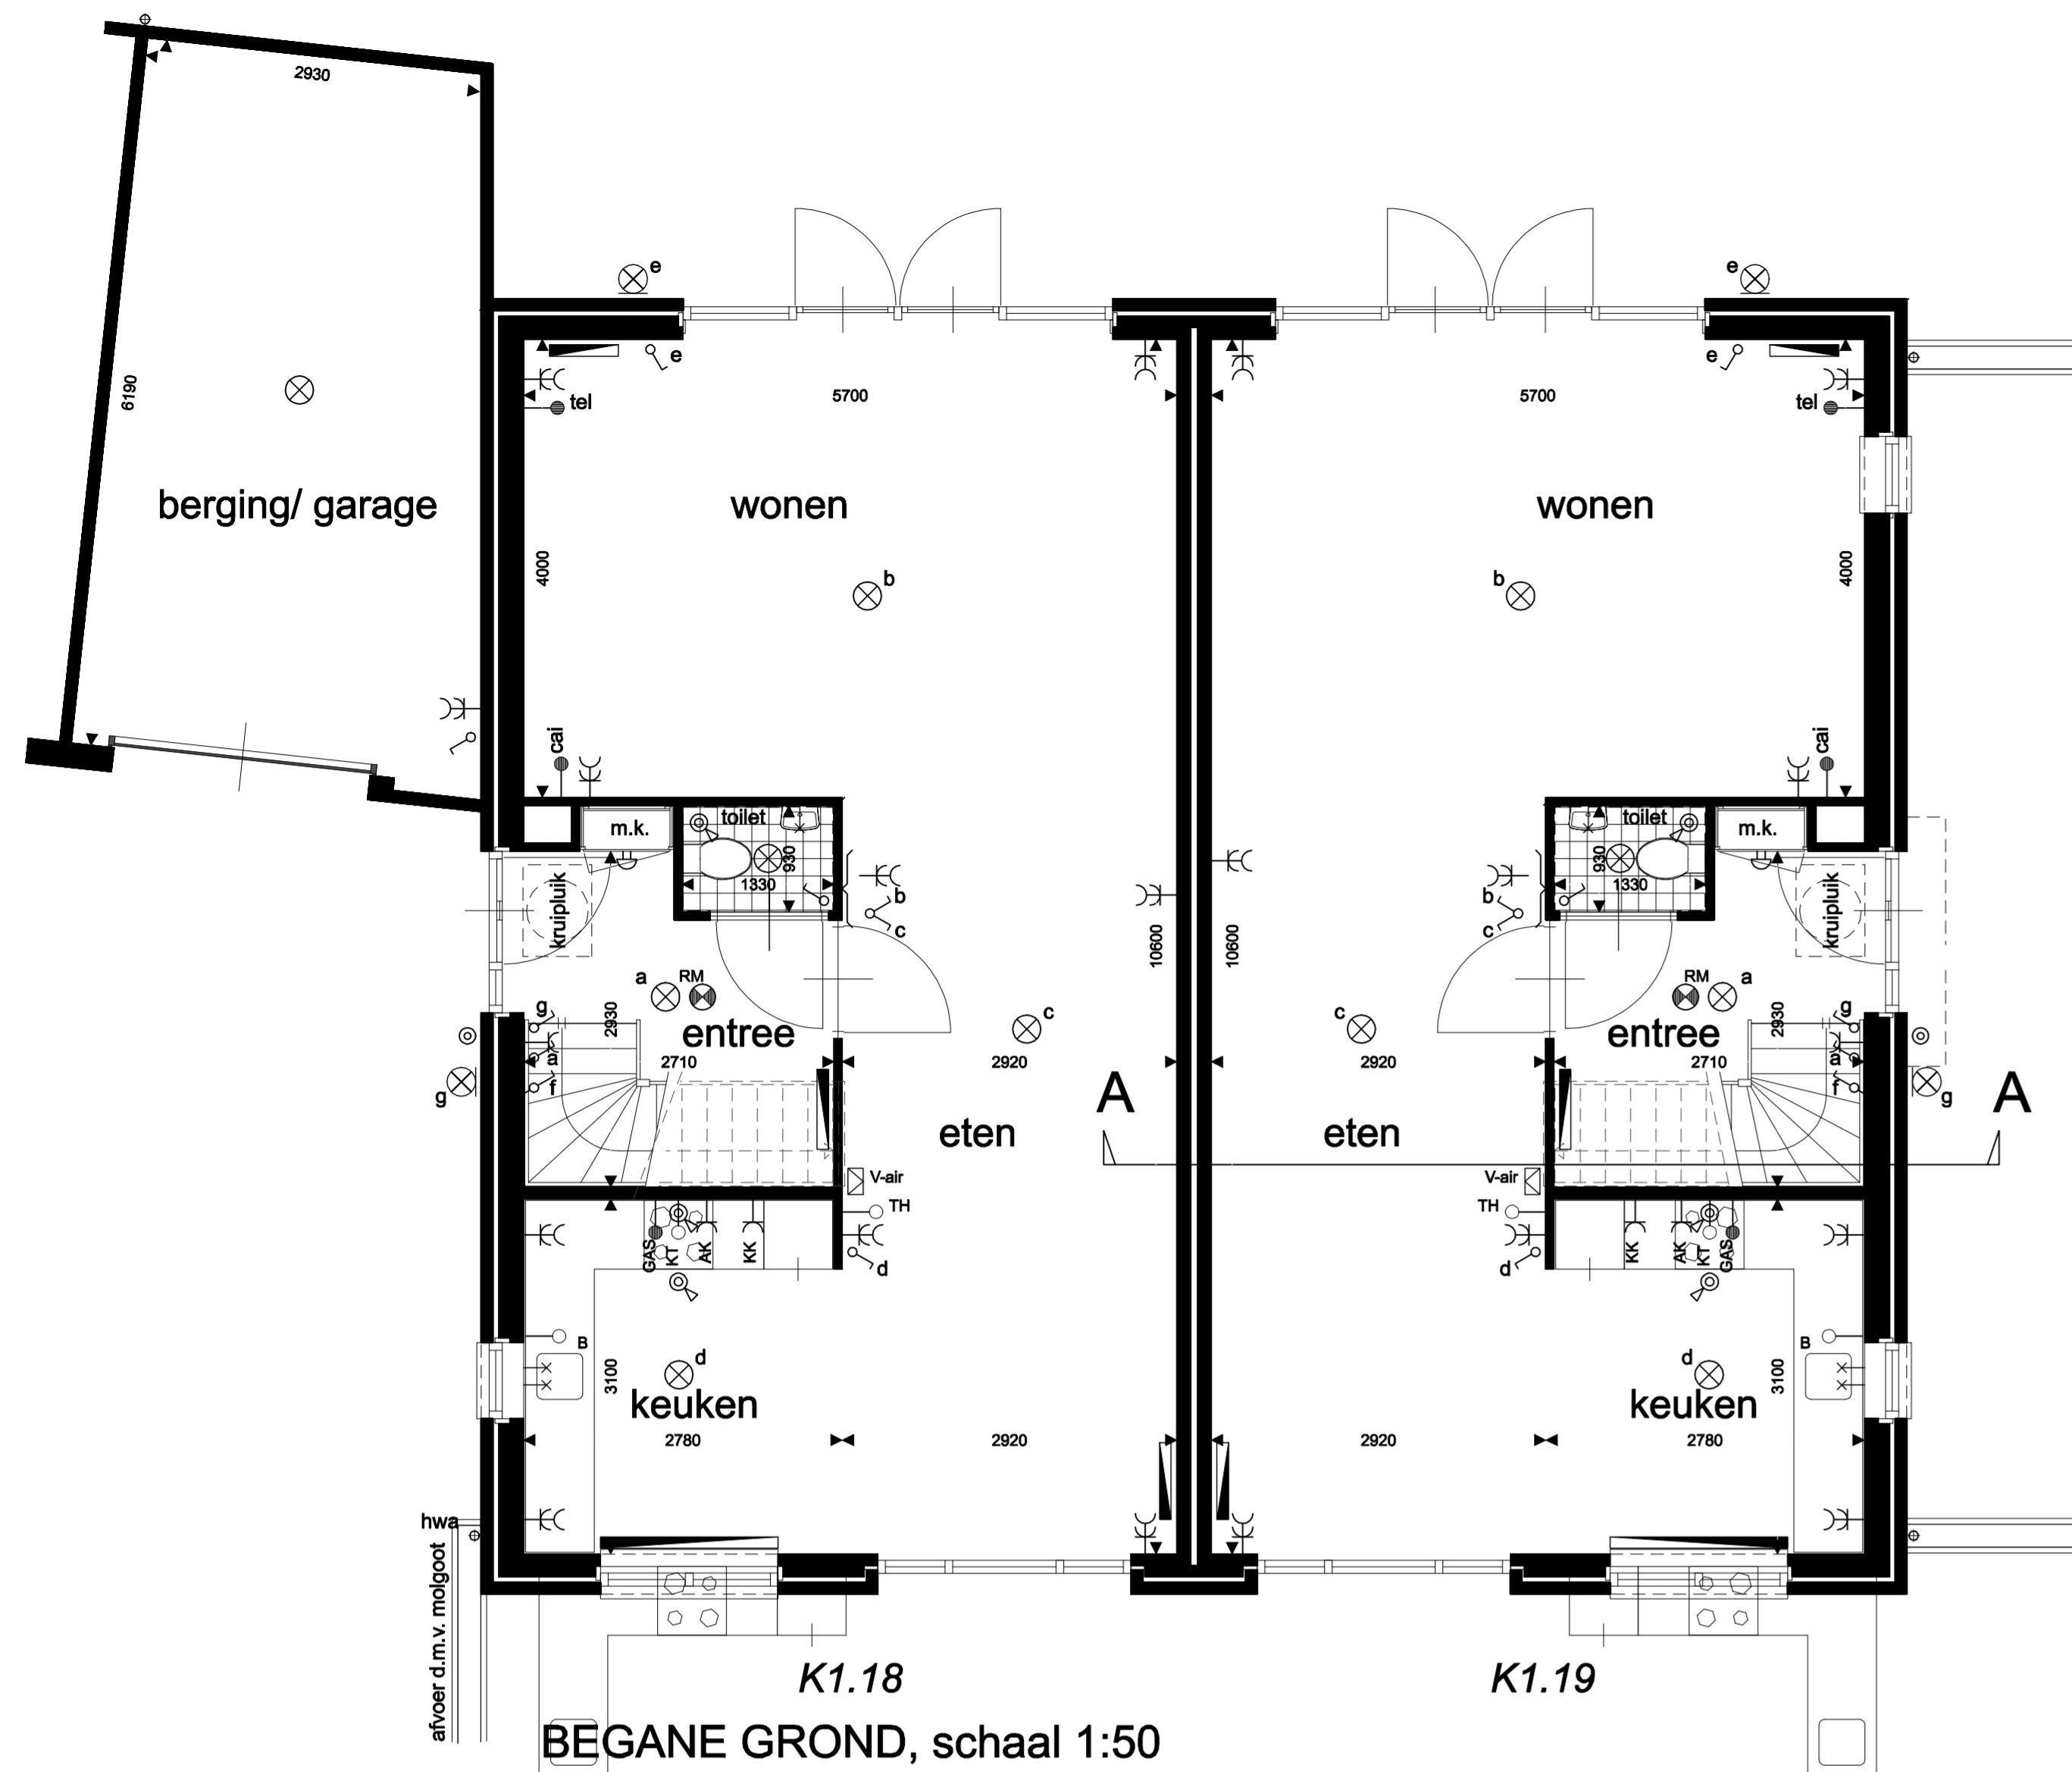 2930
e
e
e
e
tel
5700
5700
tel
6190
berging/ garage
wonen
wonen
4000
b
b
4000
cai
cai
m.k.
toilet
toilet
m.k.
930
1330
930
1330
kruipluik
b
c
b
c
kruipluik
10600
10600
a
RM
RM
a
g
2930
entree
c
c
entree
2930
g
a
2710
2920
2920
2710
a
f
f
g
A
A
g
eten
eten
V-air
V-air
TH
TH
GAS
KT
AK
KK
d
d
KK
AK
KT
GAS
B
B
3100
d
d
3100
keuken
keuken
2780
2920
2920
2780
hwa
afvoer d.m.v. molgoot
K1.18
K1.19
BEGANE GROND, schaal 1:50